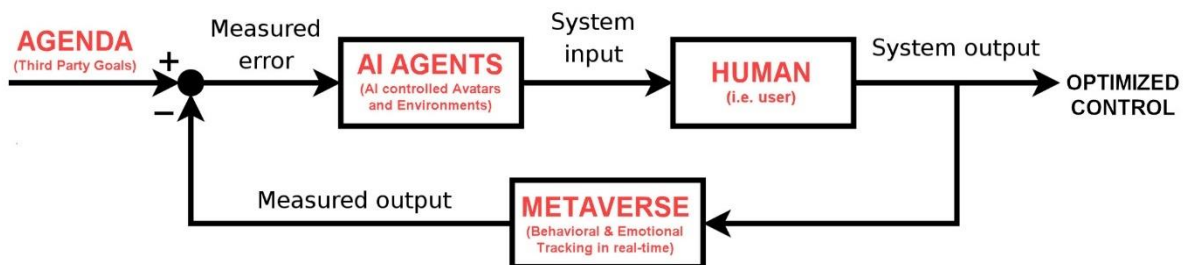 AGENDA
(Third Party Goals)
+
−
Measured
error
AI AGENTS
(AI controlled Avatars
and Environments)
System
input
HUMAN
(i.e. user)
System output
OPTIMIZED
CONTROL
Measured output
METAVERSE
(Behavioral & Emotional
Tracking in real-time)